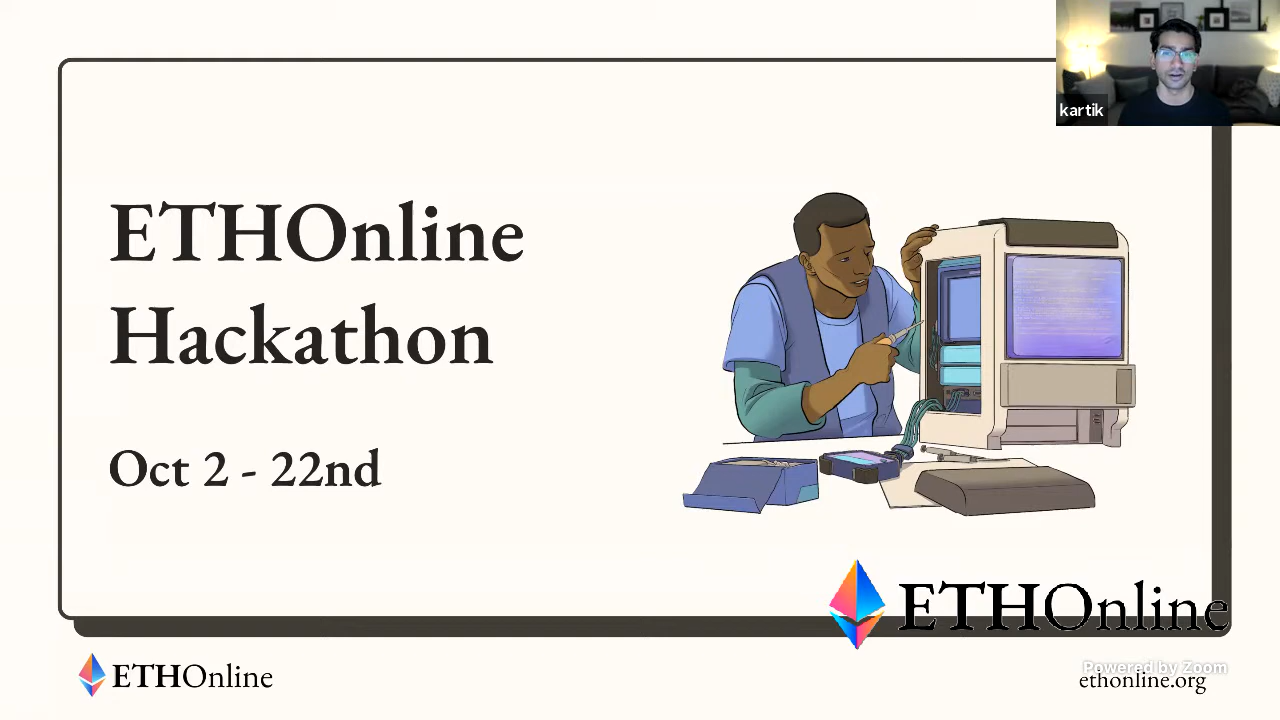 kartik
ETHOnline
Hackathon
Oct 2 - 22nd
ETHOnline
ETHOnline
Powered by Zoom
ethonline.org